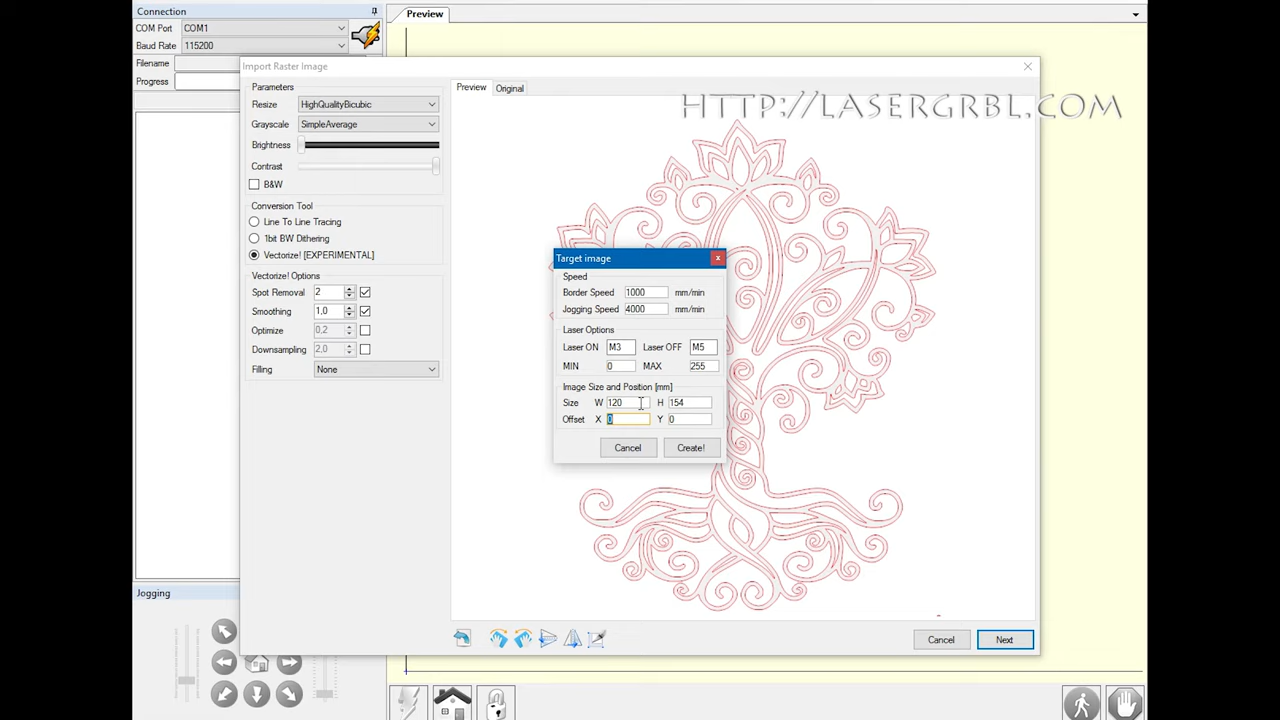 Connection
COM Port COM1
Baud Rate 115200
Filename
Progress
Preview
Import Raster Image
Parameters
Resize HighQualityBicubic
Grayscale SimpleAverage
Brightness
Contrast
B&W
Conversion Tool
Line To Line Tracing
1bit BW Dithering
Vectorize! [EXPERIMENTAL]
Vectorize! Options
Spot Removal 2
Smoothing 1,0
Optimize 0,2
Downsampling 2,0
Filling None
Preview Original
HTTP://LASERGRBL.COM
Target image
Speed
Border Speed 1000 mm/min
Jogging Speed 4000 mm/min
Laser Options
Laser ON M3 Laser OFF M5
MIN 0 MAX 255
Image Size and Position [mm]
Size W 120 H 154
Offset X 0 Y 0
Cancel Create!
Cancel Next
Jogging